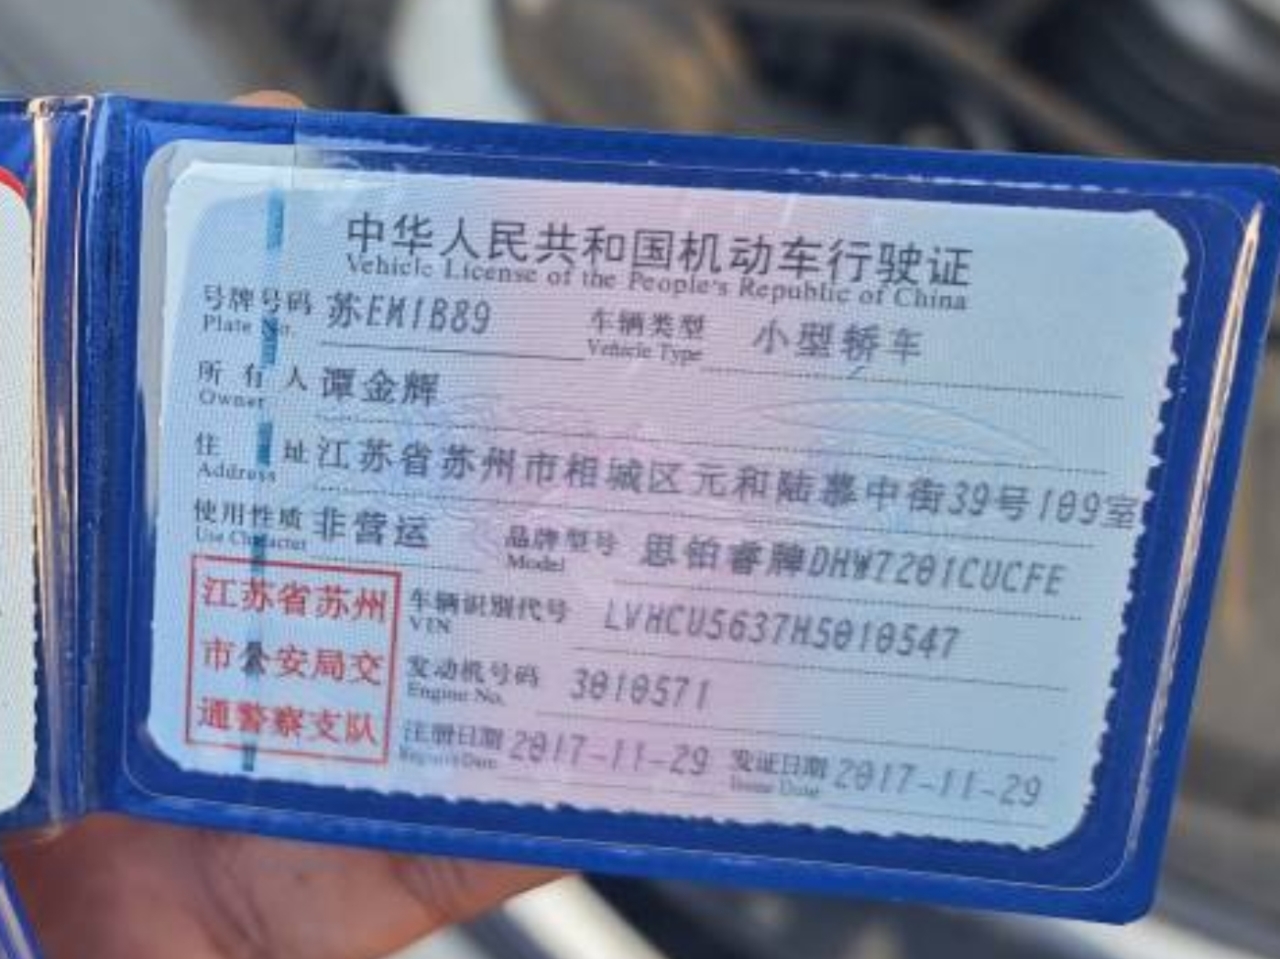 中华人民共和国机动车行驶证
Vehicle License of the People's Republic of China
号牌号码 苏EM1B89 车辆类型 小型轿车
Plate No. Vehicle Type
所有人 谭金辉
Owner
住址 江苏省苏州市相城区元和陆慕中街39号109室
Address
使用性质 非营运 品牌型号 思铂睿牌DHW7201CUCFE
Use Character Model
江苏省苏州
市公安局交
通警察支队
车辆识别代号 LVHCU5637H5010547
VIN
发动机号码 3010571
Engine No.
注册日期 2017-11-29 发证日期 2017-11-29
Register Date Issue Date